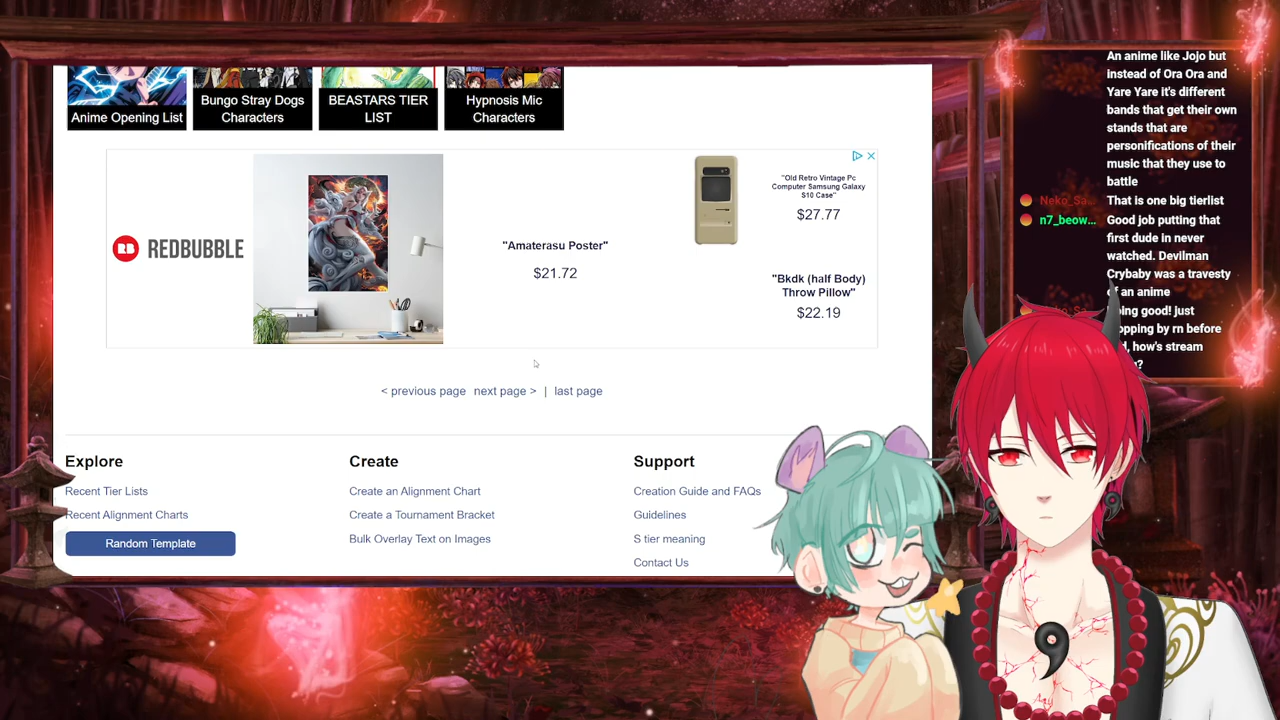 Anime Opening List
Bungo Stray Dogs
Characters
BEASTARS TIER
LIST
Hypnosis Mic
Characters
RB REDBUBBLE
"Amaterasu Poster"
$21.72
"Old Retro Vintage Pc
Computer Samsung Galaxy
S10 Case"
$27.77
"Bkdk (half Body)
Throw Pillow"
$22.19
< previous page next page > | last page
Explore
Recent Tier Lists
Recent Alignment Charts
Random Template
Create
Create an Alignment Chart
Create a Tournament Bracket
Bulk Overlay Text on Images
Support
Creation Guide and FAQs
Guidelines
S tier meaning
Contact Us
An anime like Jojo but
instead of Ora Ora and
Yare Yare it's different
bands that get their own
stands that are
personifications of their
music that they use to
battle
Neko_Sa... That is one big tierlist
n7_beow... Good job putting that
first dude in never
watched. Devilman
Crybaby was a travesty
of an anime
good! just
by rn before
how's stream